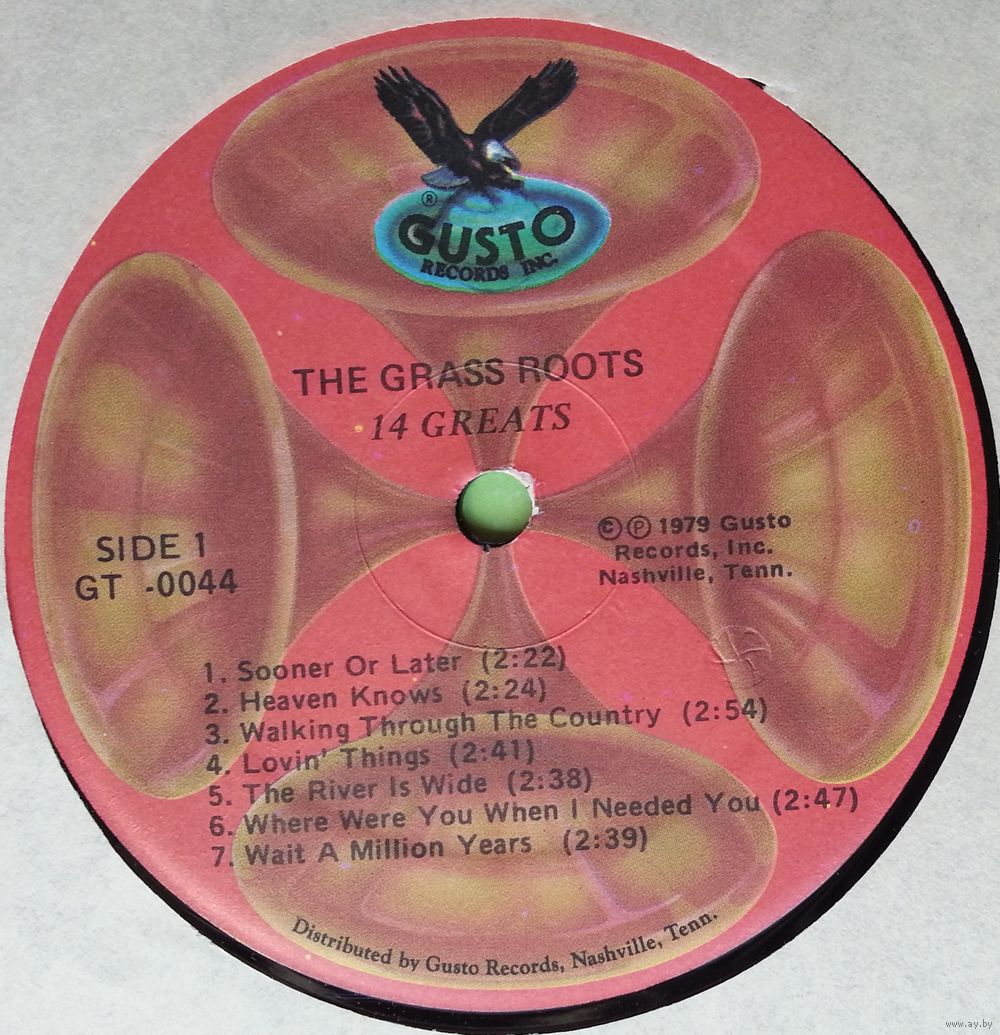 ®
GUSTO
RECORDS INC.
THE GRASS ROOTS
14 GREATS
SIDE 1
GT -0044
©℗ 1979 Gusto
Records, Inc.
Nashville, Tenn.
1. Sooner Or Later (2:22)
2. Heaven Knows (2:24)
3. Walking Through The Country (2:54)
4. Lovin' Things (2:41)
5. The River Is Wide (2:38)
6. Where Were You When I Needed You (2:47)
7. Wait A Million Years (2:39)
Distributed by Gusto Records, Nashville, Tenn.
www.ay.by